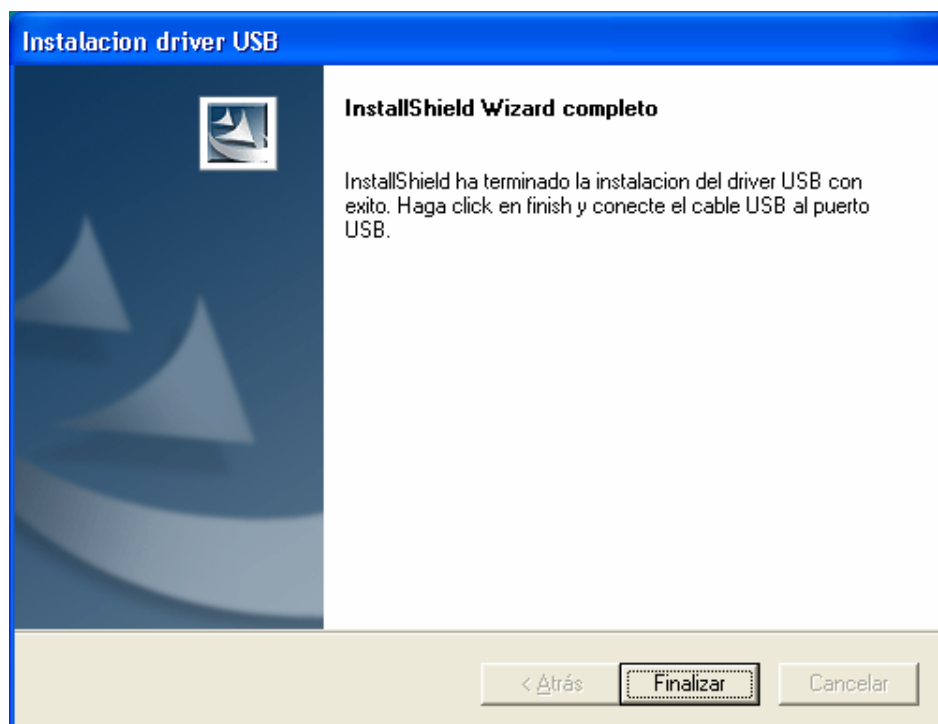 Instalacion driver USB
InstallShield Wizard completo
InstallShield ha terminado la instalacion del driver USB con
exito. Haga click en finish y conecte el cable USB al puerto
USB.
< Atrás
Finalizar
Cancelar